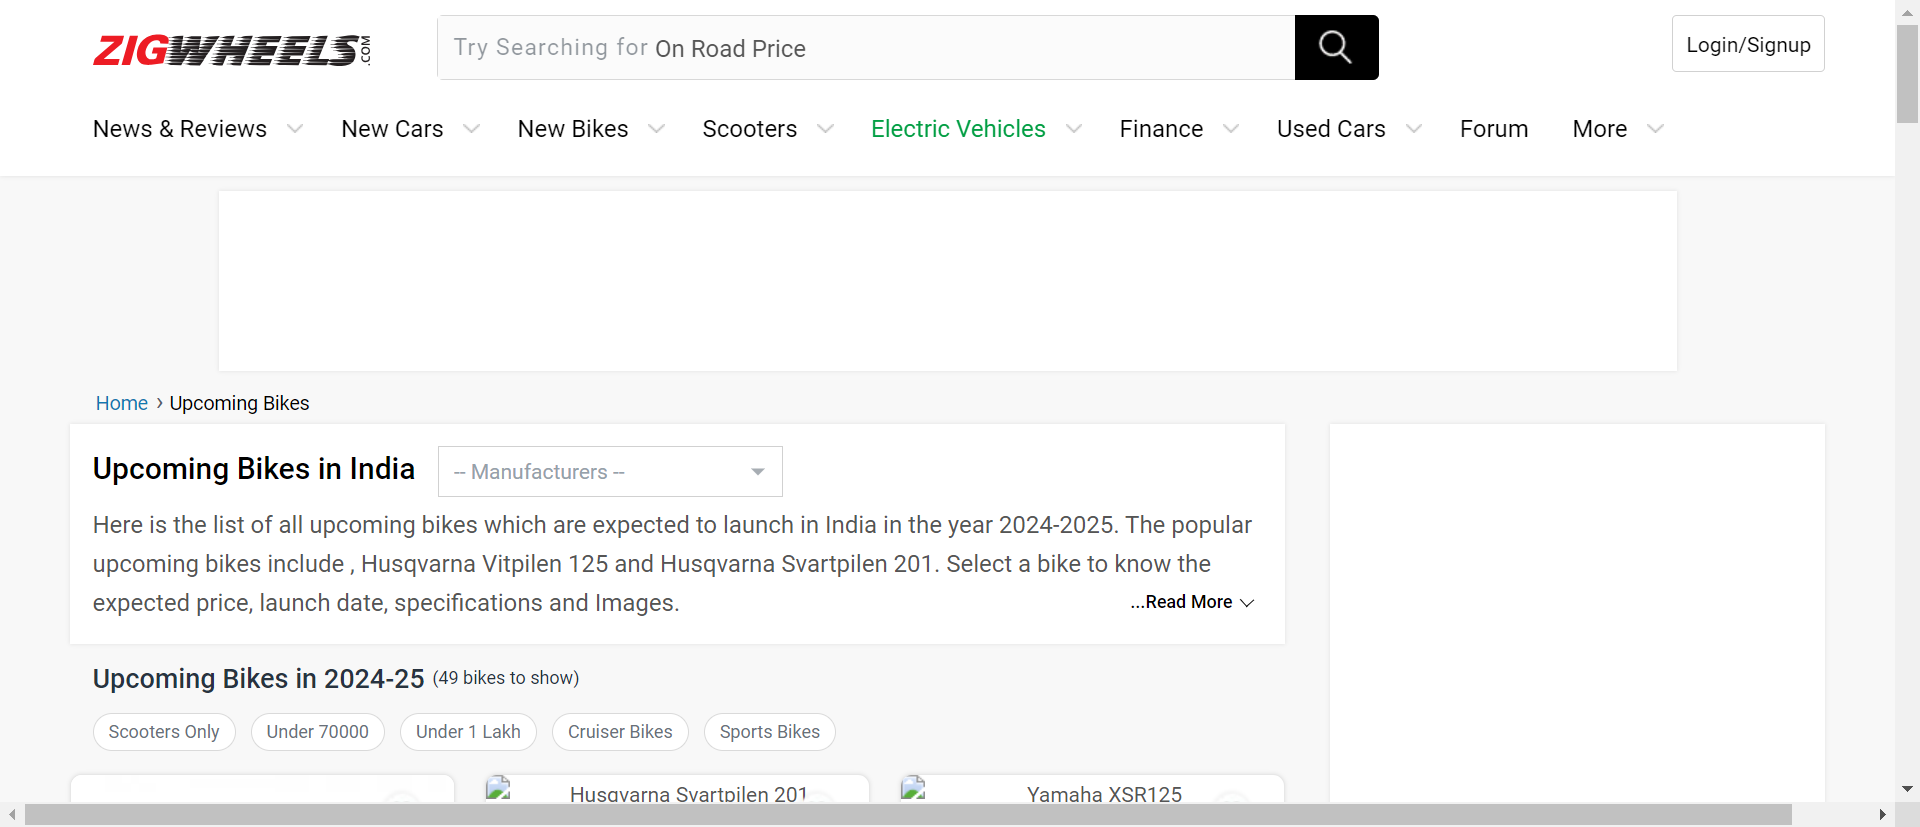 ZIGWHEELS.COM
Try Searching for On Road Price
Login/Signup
News & Reviews New Cars New Bikes Scooters Electric Vehicles Finance Used Cars Forum More
Home › Upcoming Bikes
Upcoming Bikes in India
-- Manufacturers --
Here is the list of all upcoming bikes which are expected to launch in India in the year 2024-2025. The popular
upcoming bikes include , Husqvarna Vitpilen 125 and Husqvarna Svartpilen 201. Select a bike to know the
expected price, launch date, specifications and Images.
...Read More
Upcoming Bikes in 2024-25 (49 bikes to show)
Scooters Only Under 70000 Under 1 Lakh Cruiser Bikes Sports Bikes
Husqvarna Svartpilen 201 Yamaha XSR125